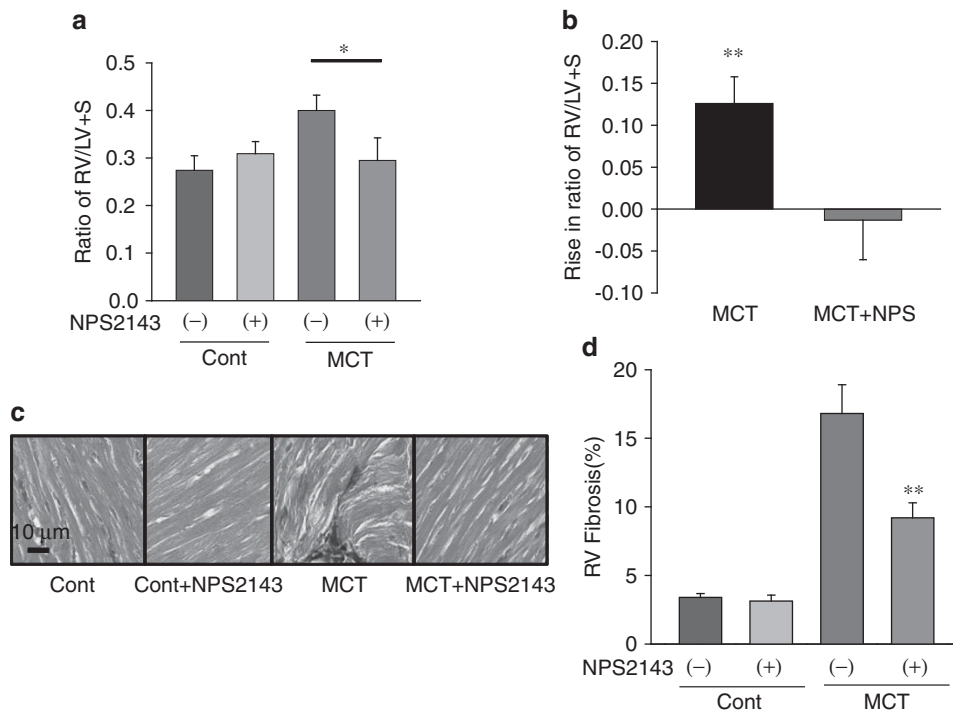 a
Ratio of RV/LV+S
0.5
0.4
0.3
0.2
0.1
0.0
*
NPS2143 (−) (+) (−) (+)
Cont MCT
b
Rise in ratio of RV/LV+S
0.20
0.15
0.10
0.05
0.00
-0.05
-0.10
**
MCT MCT+NPS
c
10 μm
Cont Cont+NPS2143 MCT MCT+NPS2143
d
RV Fibrosis(%)
20
15
10
5
0
**
NPS2143 (−) (+) (−) (+)
Cont MCT